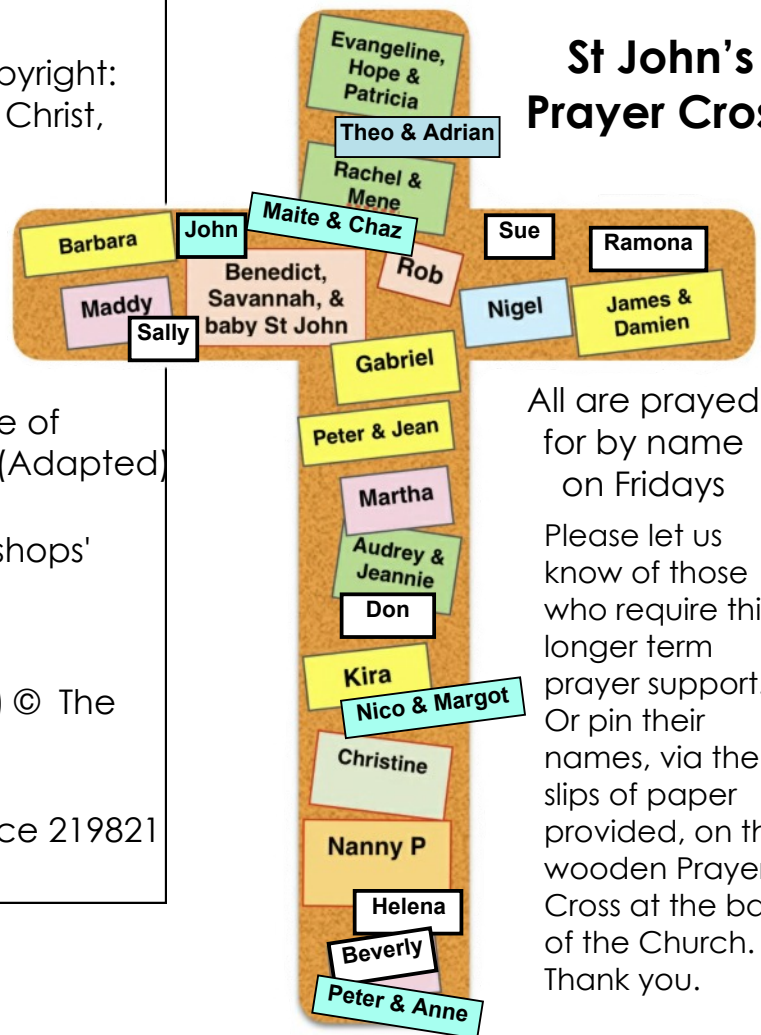 pyright:
Christ,
e of
(Adapted)
shops'
© The
ce 219821
Evangeline,
Hope &
Patricia
Theo & Adrian
Rachel &
Mene
Maite & Chaz
Barbara
John
Benedict,
Savannah, &
baby St John
Rob
Sue
Ramona
Maddy
Sally
Nigel
James &
Damien
Gabriel
Peter & Jean
Martha
Audrey &
Jeannie
Don
Kira
Nico & Margot
Christine
Nanny P
Helena
Beverly
Peter & Anne
St John's
Prayer Cros
All are prayed
for by name
on Fridays
Please let us
know of those
who require thi
longer term
prayer support.
Or pin their
names, via the
slips of paper
provided, on th
wooden Prayer
Cross at the ba
of the Church.
Thank you.